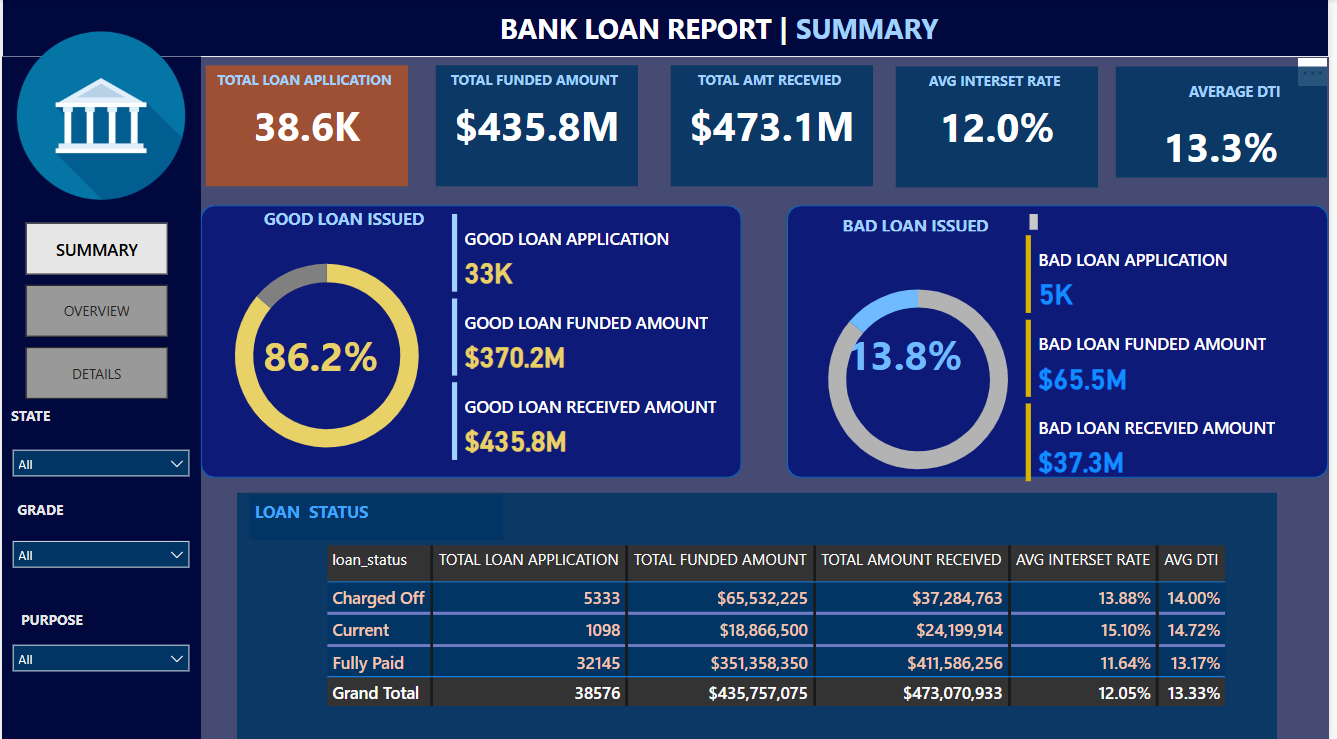 BANK LOAN REPORT | SUMMARY
TOTAL LOAN APLLICATION
38.6K
TOTAL FUNDED AMOUNT
$435.8M
TOTAL AMT RECEVIED
$473.1M
AVG INTERSET RATE
12.0%
AVERAGE DTI
13.3%
SUMMARY
OVERVIEW
DETAILS
STATE
All
GRADE
All
PURPOSE
All
GOOD LOAN ISSUED
86.2%
GOOD LOAN APPLICATION
33K
GOOD LOAN FUNDED AMOUNT
$370.2M
GOOD LOAN RECEIVED AMOUNT
$435.8M
BAD LOAN ISSUED
13.8%
BAD LOAN APPLICATION
5K
BAD LOAN FUNDED AMOUNT
$65.5M
BAD LOAN RECEVIED AMOUNT
$37.3M
LOAN STATUS
loan_status TOTAL LOAN APPLICATION TOTAL FUNDED AMOUNT TOTAL AMOUNT RECEIVED AVG INTERSET RATE AVG DTI
Charged Off 5333 $65,532,225 $37,284,763 13.88% 14.00%
Current 1098 $18,866,500 $24,199,914 15.10% 14.72%
Fully Paid 32145 $351,358,350 $411,586,256 11.64% 13.17%
Grand Total 38576 $435,757,075 $473,070,933 12.05% 13.33%